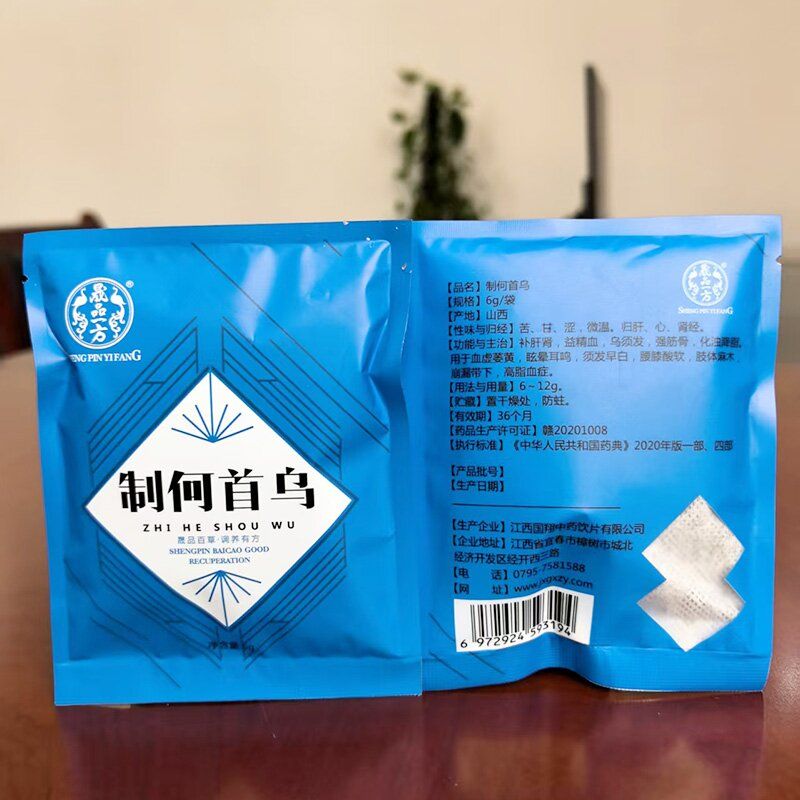 晟品一方
SHENG PIN YI FANG
制何首乌
ZHI HE SHOU WU
晟品百草·调养有方
SHENGPIN BAICAO GOOD
RECUPERATION
净含量:6g
晟品一方
SHENG PIN YI FANG
【品名】制何首乌
【规格】6g/袋
【产地】山西
【性味与归经】苦、甘、涩，微温。归肝、心、肾经。
【功能与主治】补肝肾，益精血，乌须发，强筋骨，化浊降脂。
用于血虚萎黄，眩晕耳鸣，须发早白，腰膝酸软，肢体麻木，
崩漏带下，高脂血症。
【用法与用量】6～12g。
【贮藏】置干燥处，防蛀。
【有效期】36个月
【药品生产许可证】赣20201008
【执行标准】《中华人民共和国药典》2020年版一部、四部
【产品批号】
【生产日期】
【生产企业】江西国翔中药饮片有限公司
【企业地址】江西省宜春市樟树市城北
经济开发区经开西三路
【电 话】0795-7581588
【网 址】www.jxgxzy.com
6 972924 593194